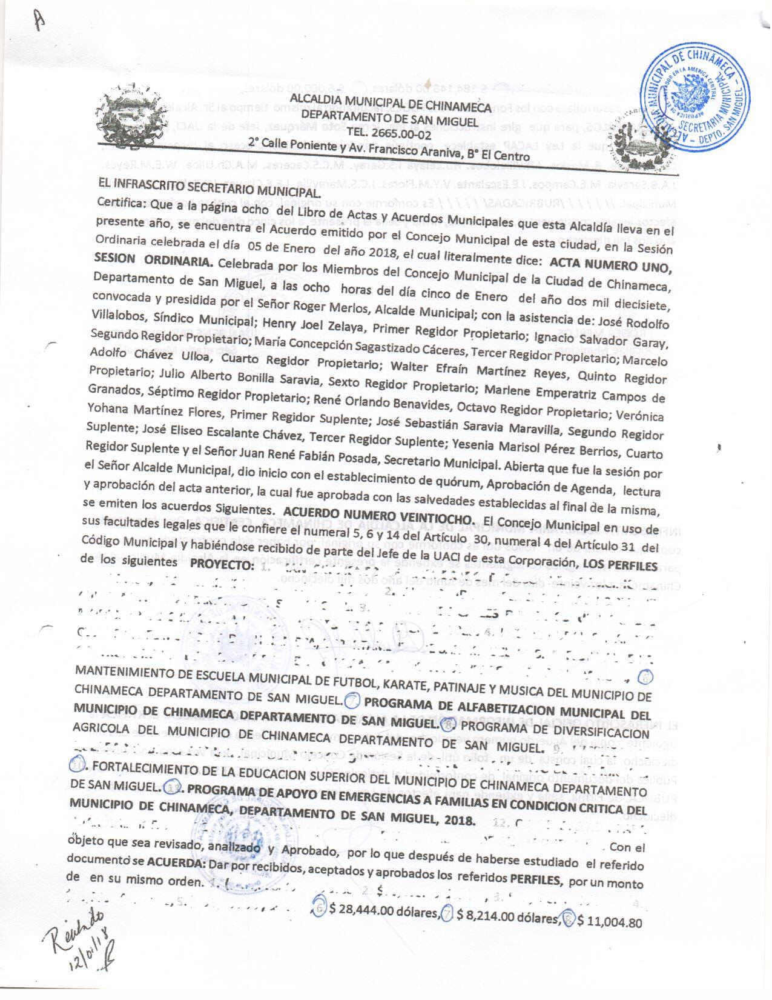 A
ALCALDIA MUNICIPAL DE CHINAMECA - DEPTO. SAN MIGUEL -
SECRETARIA MUNICIPAL
ALCALDIA MUNICIPAL DE CHINAMECA
DEPARTAMENTO DE SAN MIGUEL
TEL. 2665.00-02
2° Calle Poniente y Av. Francisco Araniva, B° El Centro
EL INFRASCRITO SECRETARIO MUNICIPAL.
Certifica: Que a la página ocho del Libro de Actas y Acuerdos Municipales que esta Alcaldía lleva en el
presente año, se encuentra el Acuerdo emitido por el Concejo Municipal de esta ciudad, en la Sesión
Ordinaria celebrada el día 05 de Enero del año 2018, el cual literalmente dice: ACTA NUMERO UNO,
SESION ORDINARIA. Celebrada por los Miembros del Concejo Municipal de la Ciudad de Chinameca,
Departamento de San Miguel, a las ocho horas del día cinco de Enero del año dos mil diecisiete,
convocada y presidida por el Señor Roger Merlos, Alcalde Municipal; con la asistencia de: José Rodolfo
Villalobos, Síndico Municipal; Henry Joel Zelaya, Primer Regidor Propietario; Ignacio Salvador Garay,
Segundo Regidor Propietario; María Concepción Sagastizado Cáceres, Tercer Regidor Propietario; Marcelo
Adolfo Chávez Ulloa, Cuarto Regidor Propietario; Walter Efraín Martínez Reyes, Quinto Regidor
Propietario; Julio Alberto Bonilla Saravia, Sexto Regidor Propietario; Marlene Emperatriz Campos de
Granados, Séptimo Regidor Propietario; René Orlando Benavides, Octavo Regidor Propietario; Verónica
Yohana Martínez Flores, Primer Regidor Suplente; José Sebastián Saravia Maravilla, Segundo Regidor
Suplente; José Eliseo Escalante Chávez, Tercer Regidor Suplente; Yesenia Marisol Pérez Berrios, Cuarto
Regidor Suplente y el Señor Juan René Fabián Posada, Secretario Municipal. Abierta que fue la sesión por
el Señor Alcalde Municipal, dio inicio con el establecimiento de quórum, Aprobación de Agenda, lectura
y aprobación del acta anterior, la cual fue aprobada con las salvedades establecidas al final de la misma,
se emiten los acuerdos Siguientes. ACUERDO NUMERO VEINTIOCHO. El Concejo Municipal en uso de
sus facultades legales que le confiere el numeral 5, 6 y 14 del Artículo 30, numeral 4 del Artículo 31 del
Código Municipal y habiéndose recibido de parte del Jefe de la UACI de esta Corporación, LOS PERFILES
de los siguientes PROYECTO: 1.
2.
3.
4.
6
MANTENIMIENTO DE ESCUELA MUNICIPAL DE FUTBOL, KARATE, PATINAJE Y MUSICA DEL MUNICIPIO DE
CHINAMECA DEPARTAMENTO DE SAN MIGUEL. 7 PROGRAMA DE ALFABETIZACION MUNICIPAL DEL
MUNICIPIO DE CHINAMECA DEPARTAMENTO DE SAN MIGUEL. 8. PROGRAMA DE DIVERSIFICACION
AGRICOLA DEL MUNICIPIO DE CHINAMECA DEPARTAMENTO DE SAN MIGUEL. 9.
10. FORTALECIMIENTO DE LA EDUCACION SUPERIOR DEL MUNICIPIO DE CHINAMECA DEPARTAMENTO
DE SAN MIGUEL. 11. PROGRAMA DE APOYO EN EMERGENCIAS A FAMILIAS EN CONDICION CRITICA DEL
MUNICIPIO DE CHINAMECA, DEPARTAMENTO DE SAN MIGUEL, 2018. 12.
. Con el
objeto que sea revisado, analizado y Aprobado, por lo que después de haberse estudiado el referido
documento se ACUERDA: Dar por recibidos, aceptados y aprobados los referidos PERFILES, por un monto
de en su mismo orden. 1. 2. $ 3. 4.
,5. ,6 $ 28,444.00 dólares, 7 $ 8,214.00 dólares, 8 $ 11,004.80
12/01/18